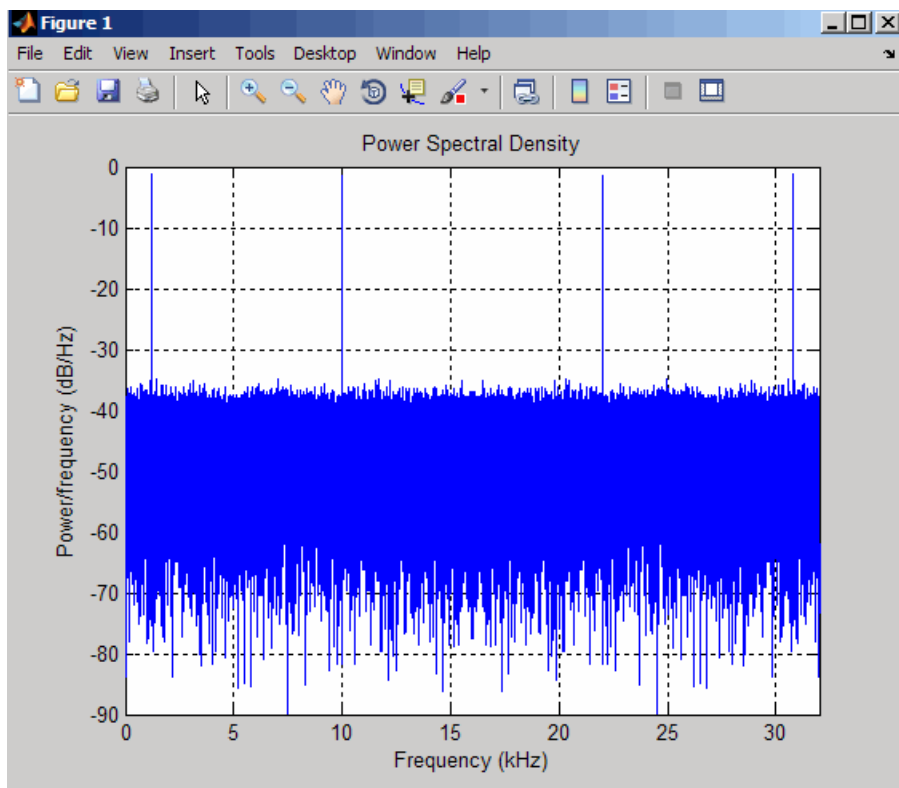 Figure 1
File Edit View Insert Tools Desktop Window Help
Power Spectral Density
0
-10
-20
-30
-40
-50
-60
-70
-80
-90
Power/frequency (dB/Hz)
0 5 10 15 20 25 30
Frequency (kHz)